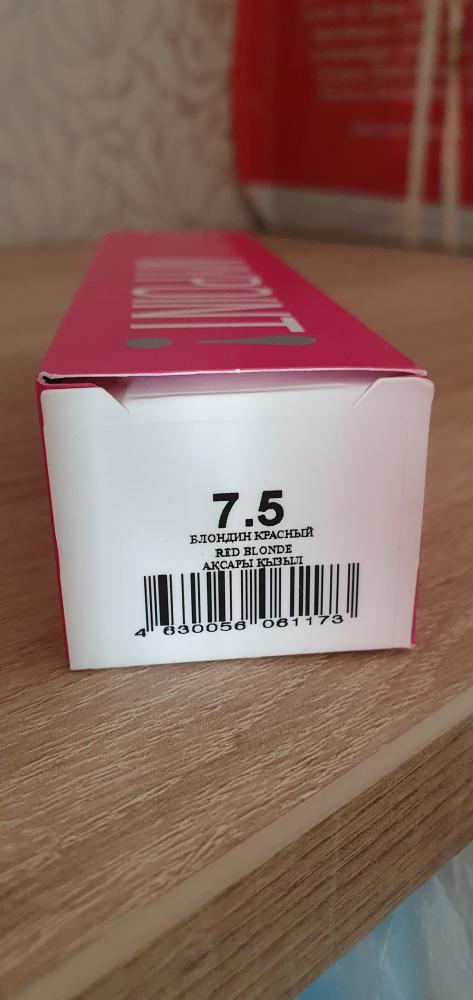 7.5
БЛОНДИН КРАСНЫЙ
RED BLONDE
АҚСАРЫ ҚЫЗЫЛ
4 630056 061173